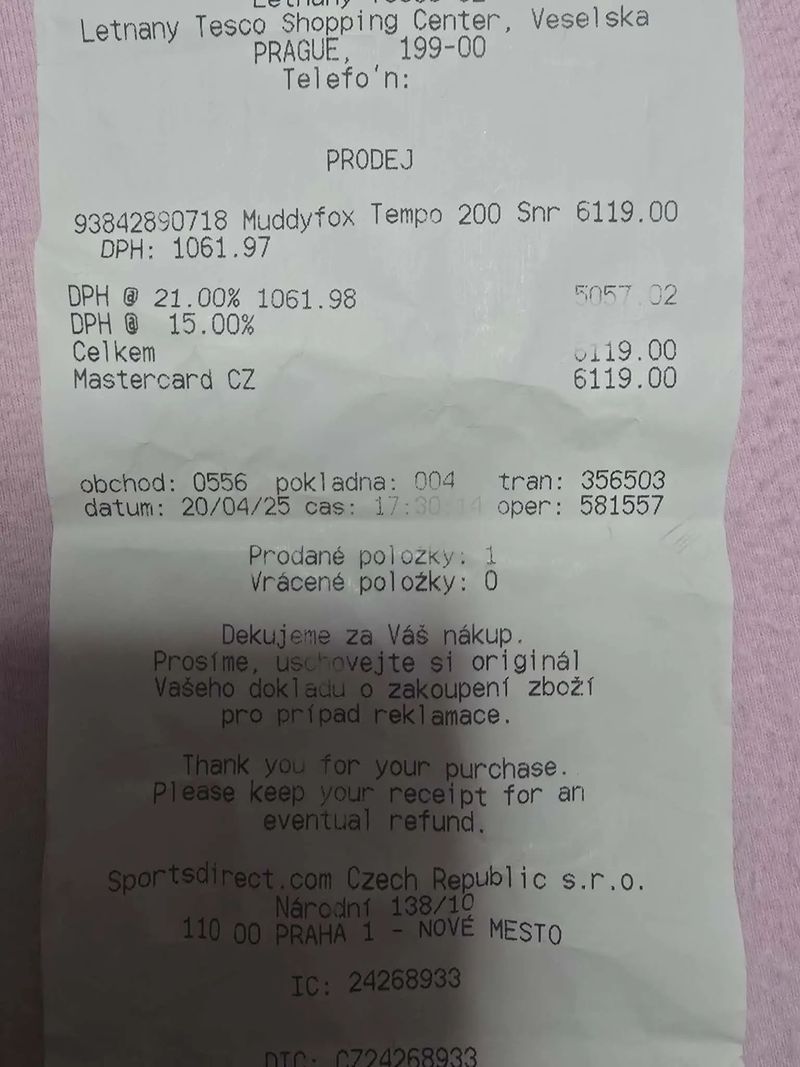 Letnany Tesco Shopping Center, Veselska
PRAGUE, 199-00
Telefo'n:
PRODEJ
93842890718 Muddyfox Tempo 200 Snr 6119.00
DPH: 1061.97
DPH @ 21.00% 1061.98 5057.02
DPH @ 15.00%
Celkem 6119.00
Mastercard CZ 6119.00
obchod: 0556 pokladna: 004 tran: 356503
datum: 20/04/25 cas: 17:30:14 oper: 581557
Prodané položky: 1
Vrácené položky: 0
Dekujeme za Váš nákup.
Prosíme, uschovejte si originál
Vašeho dokladu o zakoupení zboží
pro prípad reklamace.
Thank you for your purchase.
Please keep your receipt for an
eventual refund.
Sportsdirect.com Czech Republic s.r.o.
Národní 138/10
110 00 PRAHA 1 - NOVÉ MESTO
IC: 24268933
DIC: CZ24268933